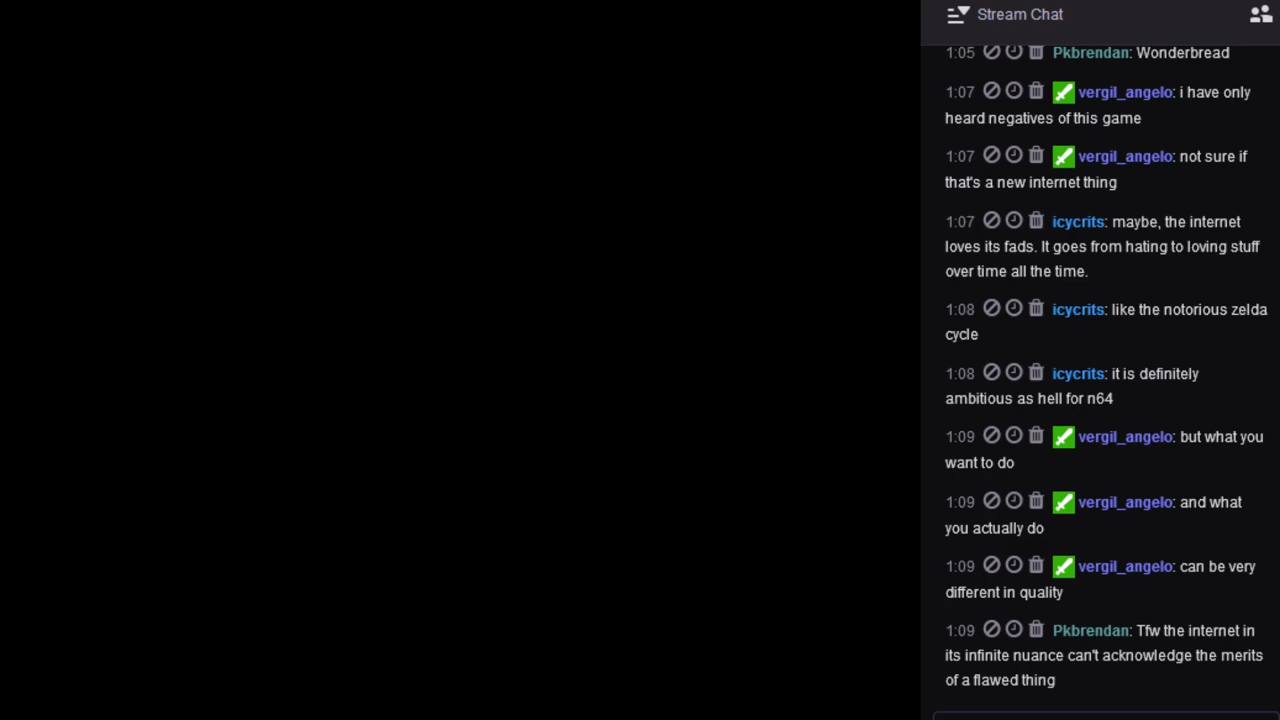 Stream Chat
1:05 Pkbrendan: Wonderbread
1:07 vergil_angelo: i have only
heard negatives of this game
1:07 vergil_angelo: not sure if
that's a new internet thing
1:07 icycrits: maybe, the internet
loves its fads. It goes from hating to loving stuff
over time all the time.
1:08 icycrits: like the notorious zelda
cycle
1:08 icycrits: it is definitely
ambitious as hell for n64
1:09 vergil_angelo: but what you
want to do
1:09 vergil_angelo: and what
you actually do
1:09 vergil_angelo: can be very
different in quality
1:09 Pkbrendan: Tfw the internet in
its infinite nuance can't acknowledge the merits
of a flawed thing